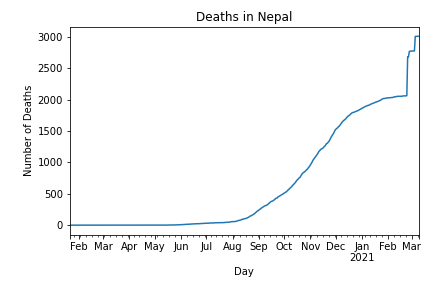 Deaths in Nepal
Number of Deaths
3000
2500
2000
1500
1000
500
0
Feb Mar Apr May Jun Jul Aug Sep Oct Nov Dec Jan Feb Mar
2021
Day